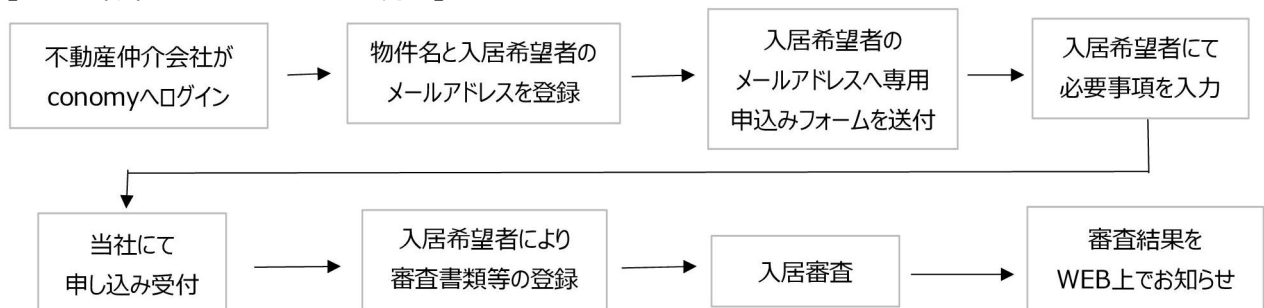 不動産仲介会社が
conomyへログイン
物件名と入居希望者の
メールアドレスを登録
入居希望者の
メールアドレスへ専用
申込みフォームを送付
入居希望者にて
必要事項を入力
当社にて
申し込み受付
入居希望者により
審査書類等の登録
入居審査
審査結果を
WEB上でお知らせ